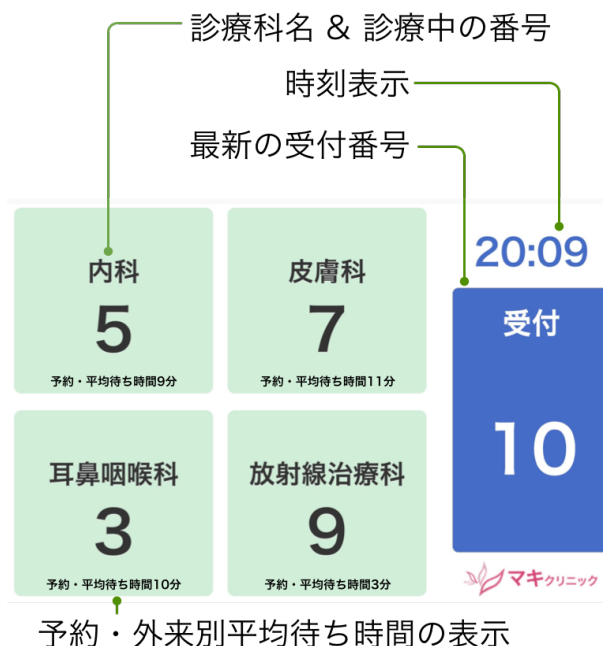 診療科名 & 診療中の番号
時刻表示
最新の受付番号
内科
5
予約・平均待ち時間9分
皮膚科
7
予約・平均待ち時間11分
20:09
受付
10
耳鼻咽喉科
3
予約・平均待ち時間10分
放射線治療科
9
予約・平均待ち時間3分
マキクリニック
予約・外来別平均待ち時間の表示